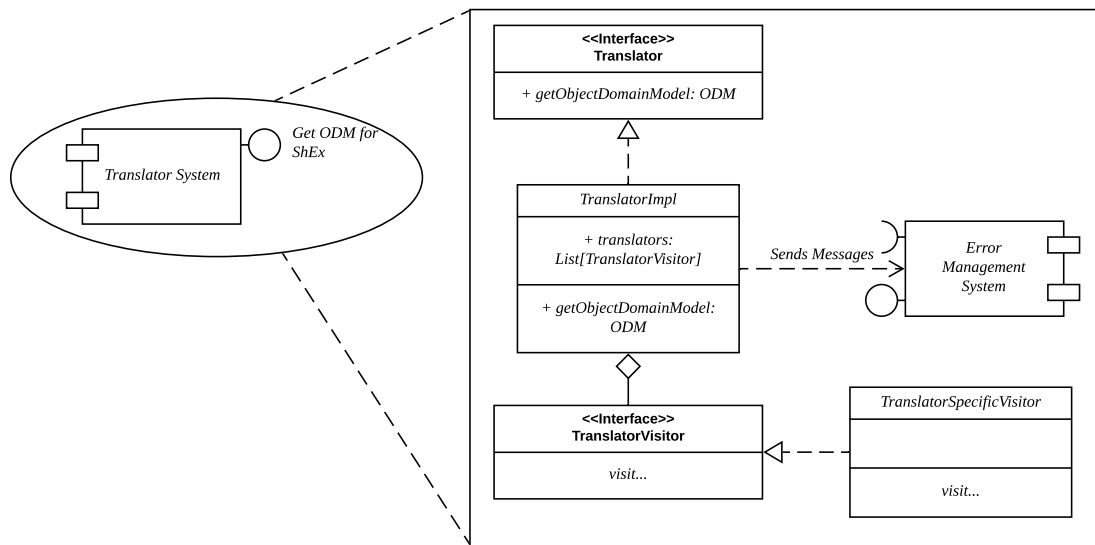 <<Interface>>
Translator
+ getObjectDomainModel: ODM
Get ODM for
ShEx
Translator System
TranslatorImpl
+ translators:
List[TranslatorVisitor]
+ getObjectDomainModel:
ODM
Sends Messages
Error
Management
System
<<Interface>>
TranslatorVisitor
visit...
TranslatorSpecificVisitor
visit...